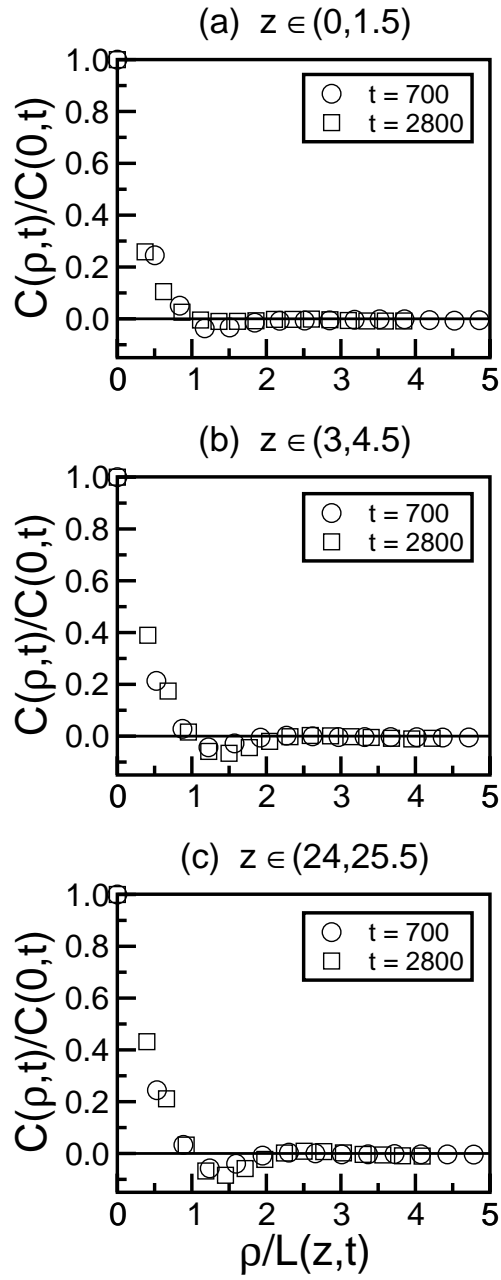 (a) z ∈ (0,1.5)
C(ρ,t)/C(0,t)
1.0
0.8
0.6
0.4
0.2
0.0
t = 700
t = 2800
0 1 2 3 4 5
(b) z ∈ (3,4.5)
C(ρ,t)/C(0,t)
1.0
0.8
0.6
0.4
0.2
0.0
t = 700
t = 2800
0 1 2 3 4 5
(c) z ∈ (24,25.5)
C(ρ,t)/C(0,t)
1.0
0.8
0.6
0.4
0.2
0.0
t = 700
t = 2800
0 1 2 3 4 5
ρ/L(z,t)